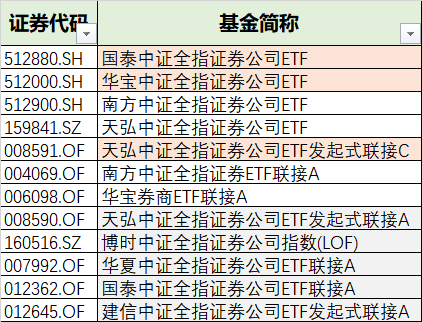 证券代码 基金简称
512880.SH 国泰中证全指证券公司ETF
512000.SH 华宝中证全指证券公司ETF
512900.SH 南方中证全指证券公司ETF
159841.SZ 天弘中证全指证券公司ETF
008591.OF 天弘中证全指证券公司ETF发起式联接C
004069.OF 南方中证全指证券ETF联接A
006098.OF 华宝券商ETF联接A
008590.OF 天弘中证全指证券公司ETF发起式联接A
160516.SZ 博时中证全指证券公司指数(LOF)
007992.OF 华夏中证全指证券公司ETF联接A
012362.OF 国泰中证全指证券公司ETF联接A
012645.OF 建信中证全指证券公司ETF发起式联接A